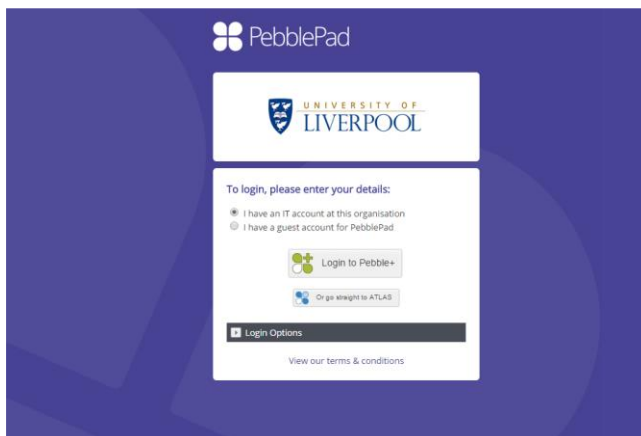 PebblePad
UNIVERSITY OF
LIVERPOOL
To login, please enter your details:
I have an IT account at this organisation
I have a guest account for PebblePad
Login to Pebble+
Or go straight to ATLAS
Login Options
View our terms & conditions